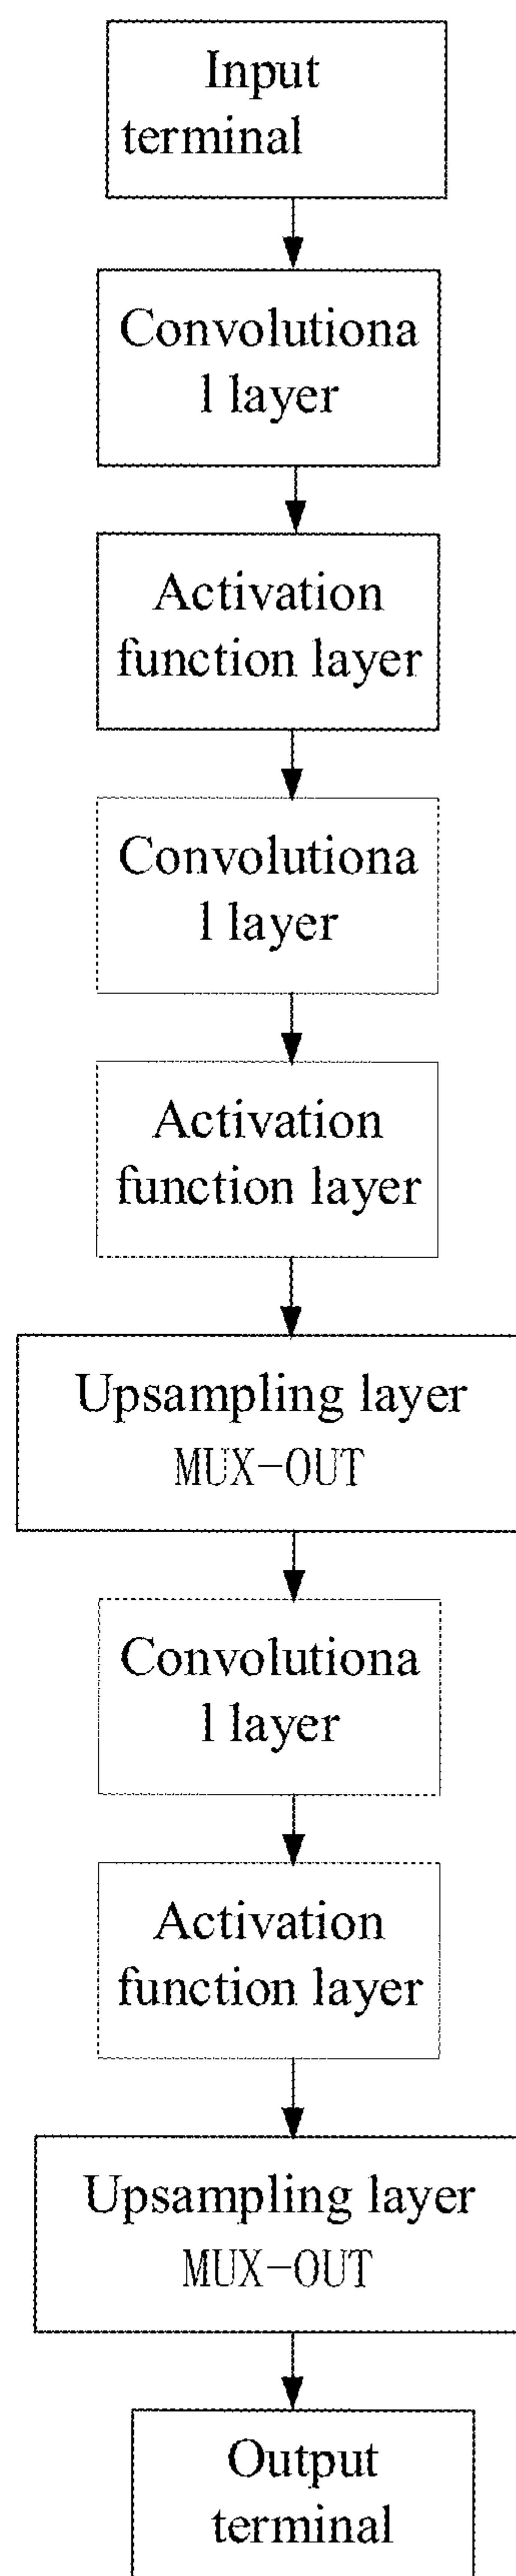 Input
terminal
Convolutiona
l layer
Activation
function layer
Convolutiona
l layer
Activation
function layer
Upsampling layer
MUX-OUT
Convolutiona
l layer
Activation
function layer
Upsampling layer
MUX-OUT
Output
terminal